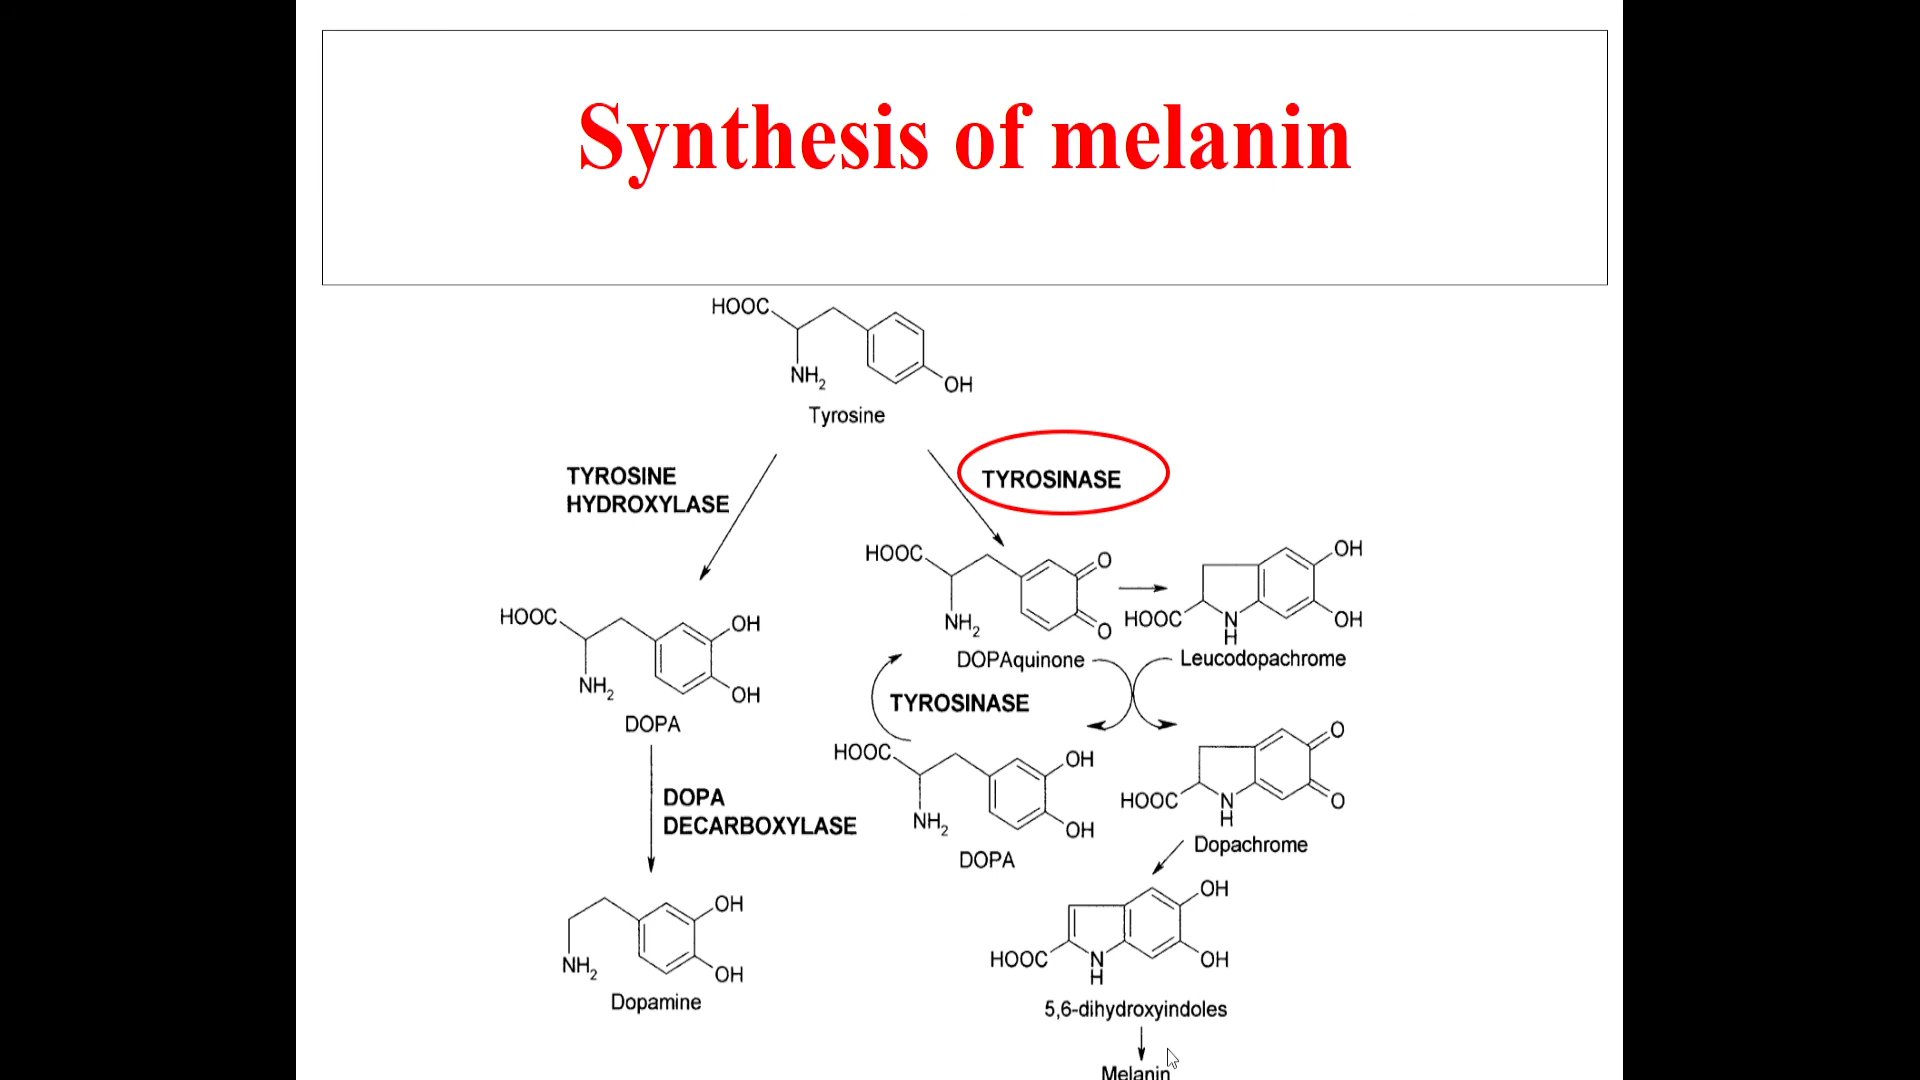 Synthesis of melanin
HOOC
NH2
OH
Tyrosine
TYROSINE
HYDROXYLASE
TYROSINASE
HOOC
NH2
O
O
DOPAquinone
HOOC
N
H
OH
OH
Leucodopachrome
HOOC
NH2
OH
OH
DOPA
TYROSINASE
HOOC
NH2
OH
OH
DOPA
HOOC
N
H
O
O
Dopachrome
DOPA
DECARBOXYLASE
NH2
OH
OH
Dopamine
HOOC
N
H
OH
OH
5,6-dihydroxyindoles
Melanin